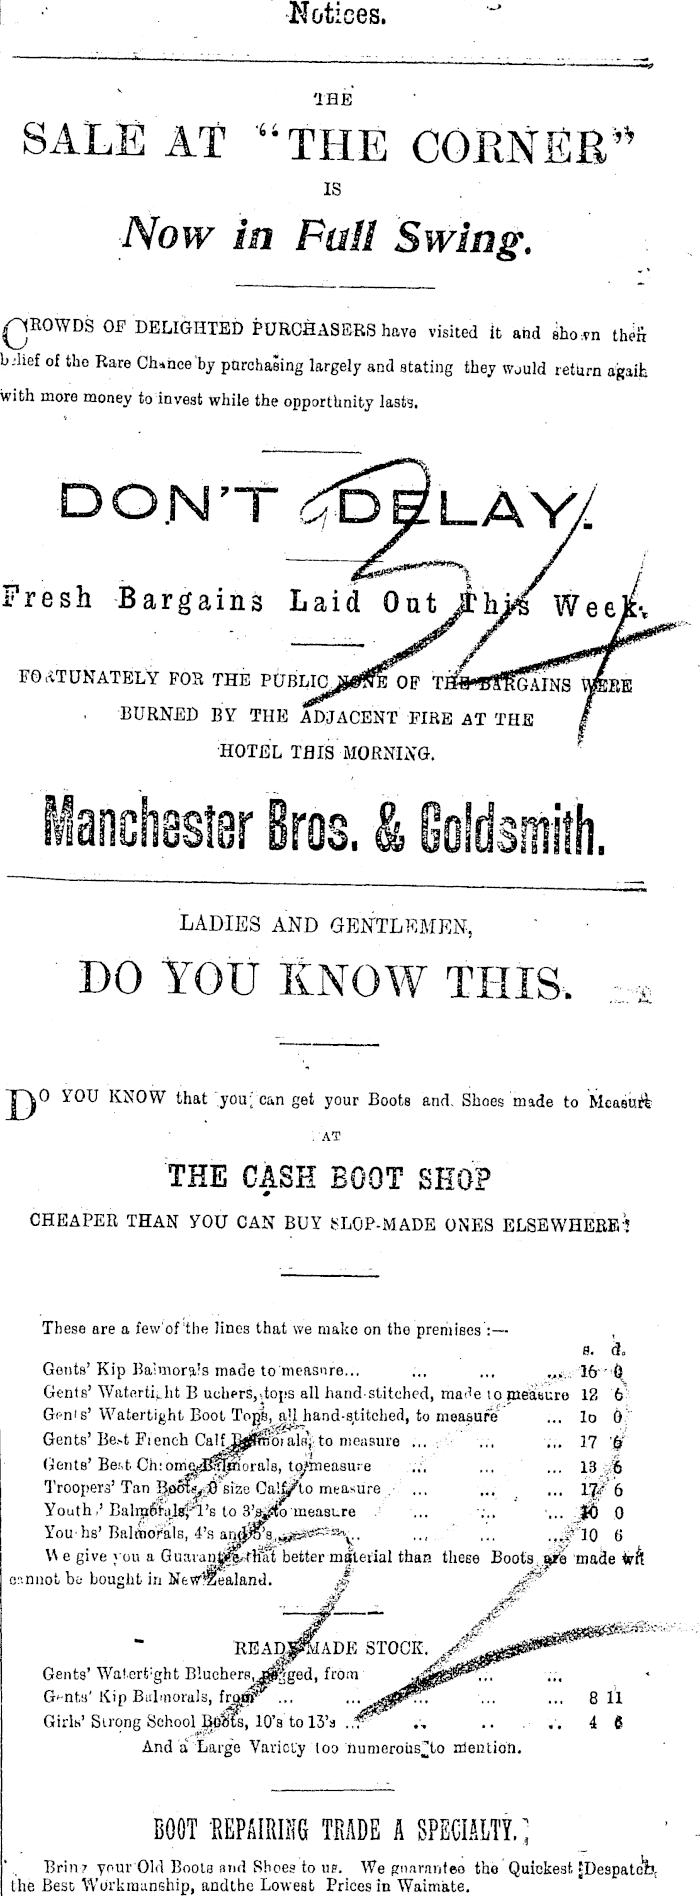 Notices.
THE
SALE AT "THE CORNER"
IS
Now in Full Swing.
CROWDS OF DELIGHTED PURCHASERS have visited it and shown their
belief of the Rare Chance by purchasing largely and stating they would return again
with more money to invest while the opportunity lasts.
DON'T DELAY.
Fresh Bargains Laid Out This Week.
FORTUNATELY FOR THE PUBLIC NONE OF THE BARGAINS WERE
BURNED BY THE ADJACENT FIRE AT THE
HOTEL THIS MORNING.
Manchester Bros. & Goldsmith.
LADIES AND GENTLEMEN,
DO YOU KNOW THIS.
DO YOU KNOW that you can get your Boots and Shoes made to Measure
AT
THE CASH BOOT SHOP
CHEAPER THAN YOU CAN BUY SLOP-MADE ONES ELSEWHERE?
These are a few of the lines that we make on the premises :—
s. d.
Gents' Kip Balmorals made to measure... ... ... ... 16 0
Gents' Watertight Bluchers, tops all hand-stitched, made to measure 12 6
Gents' Watertight Boot Tops, all hand-stitched, to measure ... 15 0
Gents' Best French Calf Balmorals, to measure ... ... ... 17 6
Gents' Best Chrome Balmorals, to measure ... ... ... 13 6
Troopers' Tan Boots, O size Calf, to measure ... ... 17 6
Youths' Balmorals, 1's to 3's, to measure ... ... ... 10 0
Youths' Balmorals, 4's and 5's ... ... ... ... 10 6
We give you a Guarantee that better material than these Boots are made with
cannot be bought in New Zealand.
READY-MADE STOCK.
Gents' Watertight Bluchers, pegged, from ... ... ...
Gents' Kip Balmorals, from ... ... ... ... ... 8 11
Girls' Strong School Boots, 10's to 13's ... .. .. .. 4 6
And a Large Variety too numerous to mention.
BOOT REPAIRING TRADE A SPECIALTY.
Bring your Old Boots and Shoes to us. We guarantee the Quickest Despatch,
the Best Workmanship, and the Lowest Prices in Waimate.